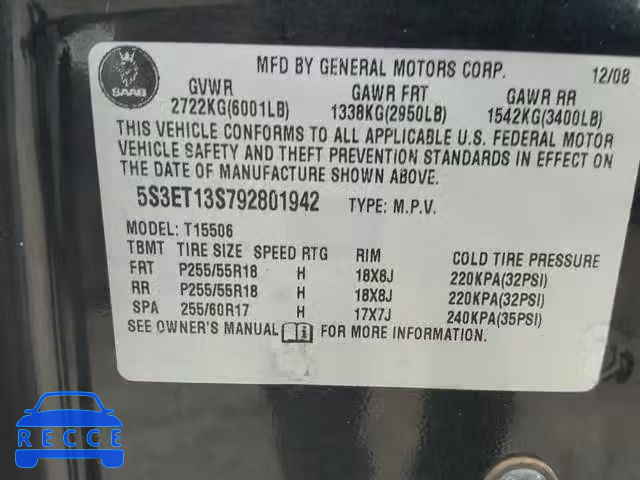 SAAB
MFD BY GENERAL MOTORS CORP. 12/08
GVWR GAWR FRT GAWR RR
2722KG(6001LB) 1338KG(2950LB) 1542KG(3400LB)
THIS VEHICLE CONFORMS TO ALL APPLICABLE U.S. FEDERAL MOTOR
VEHICLE SAFETY AND THEFT PREVENTION STANDARDS IN EFFECT ON
THE DATE OF MANUFACTURE SHOWN ABOVE.
5S3ET13S792801942 TYPE: M.P.V.
MODEL: T15506
TBMT TIRE SIZE SPEED RTG RIM COLD TIRE PRESSURE
FRT P255/55R18 H 18X8J 220KPA(32PSI)
RR P255/55R18 H 18X8J 220KPA(32PSI)
SPA 255/60R17 H 17X7J 240KPA(35PSI)
SEE OWNER'S MANUAL i FOR MORE INFORMATION.
RECCE